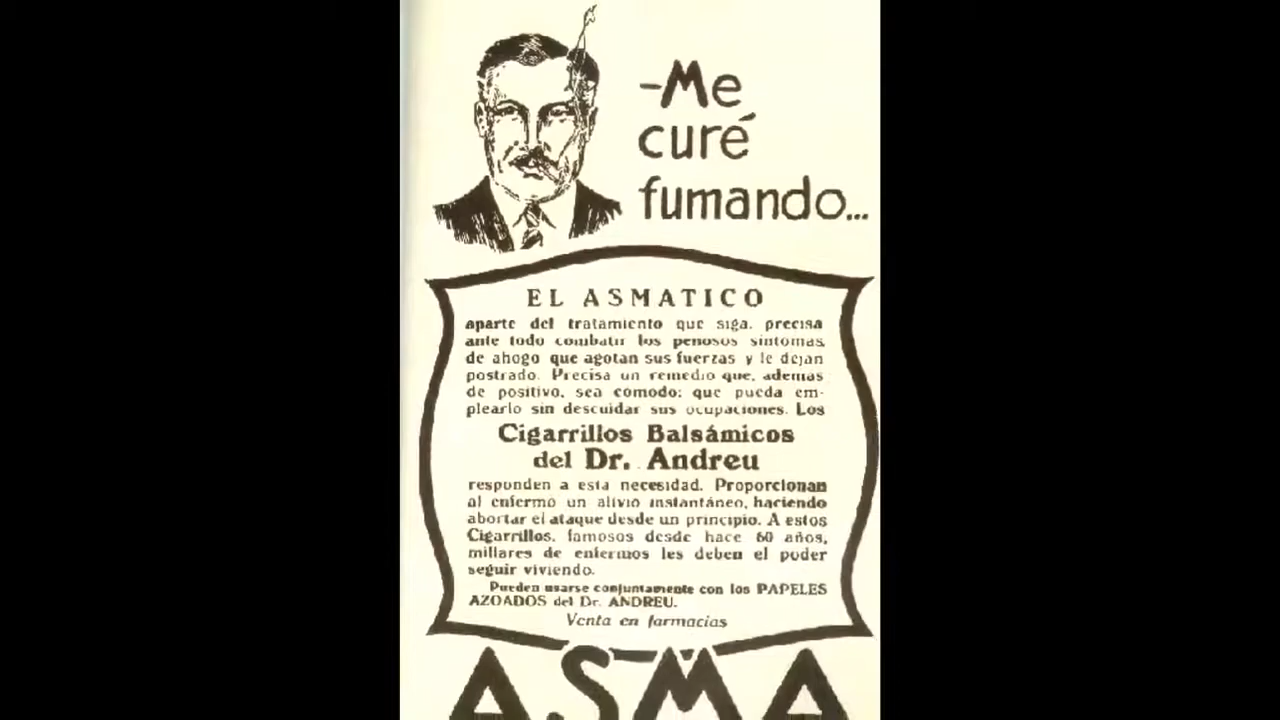 -Me
curé
fumando...
EL ASMATICO
aparte del tratamiento que siga, precisa
ante todo combatir los penosos sintomas
de ahogo que agotan sus fuerzas y le dejan
postrado. Precisa un remedio que, ademas
de positivo, sea comodo; que pueda em-
plearlo sin descuidar sus ocupaciones. Los
Cigarrillos Balsámicos
del Dr. Andreu
responden a esta necesidad. Proporcionan
al enfermo un alivio instantáneo, haciendo
abortar el ataque desde un principio. A estos
Cigarrillos, famosos desde hace 60 años,
millares de enfermos les deben el poder
seguir viviendo.
Pueden usarse conjuntamente con los PAPELES
AZOADOS del Dr. ANDREU.
Venta en farmacias
ASMA